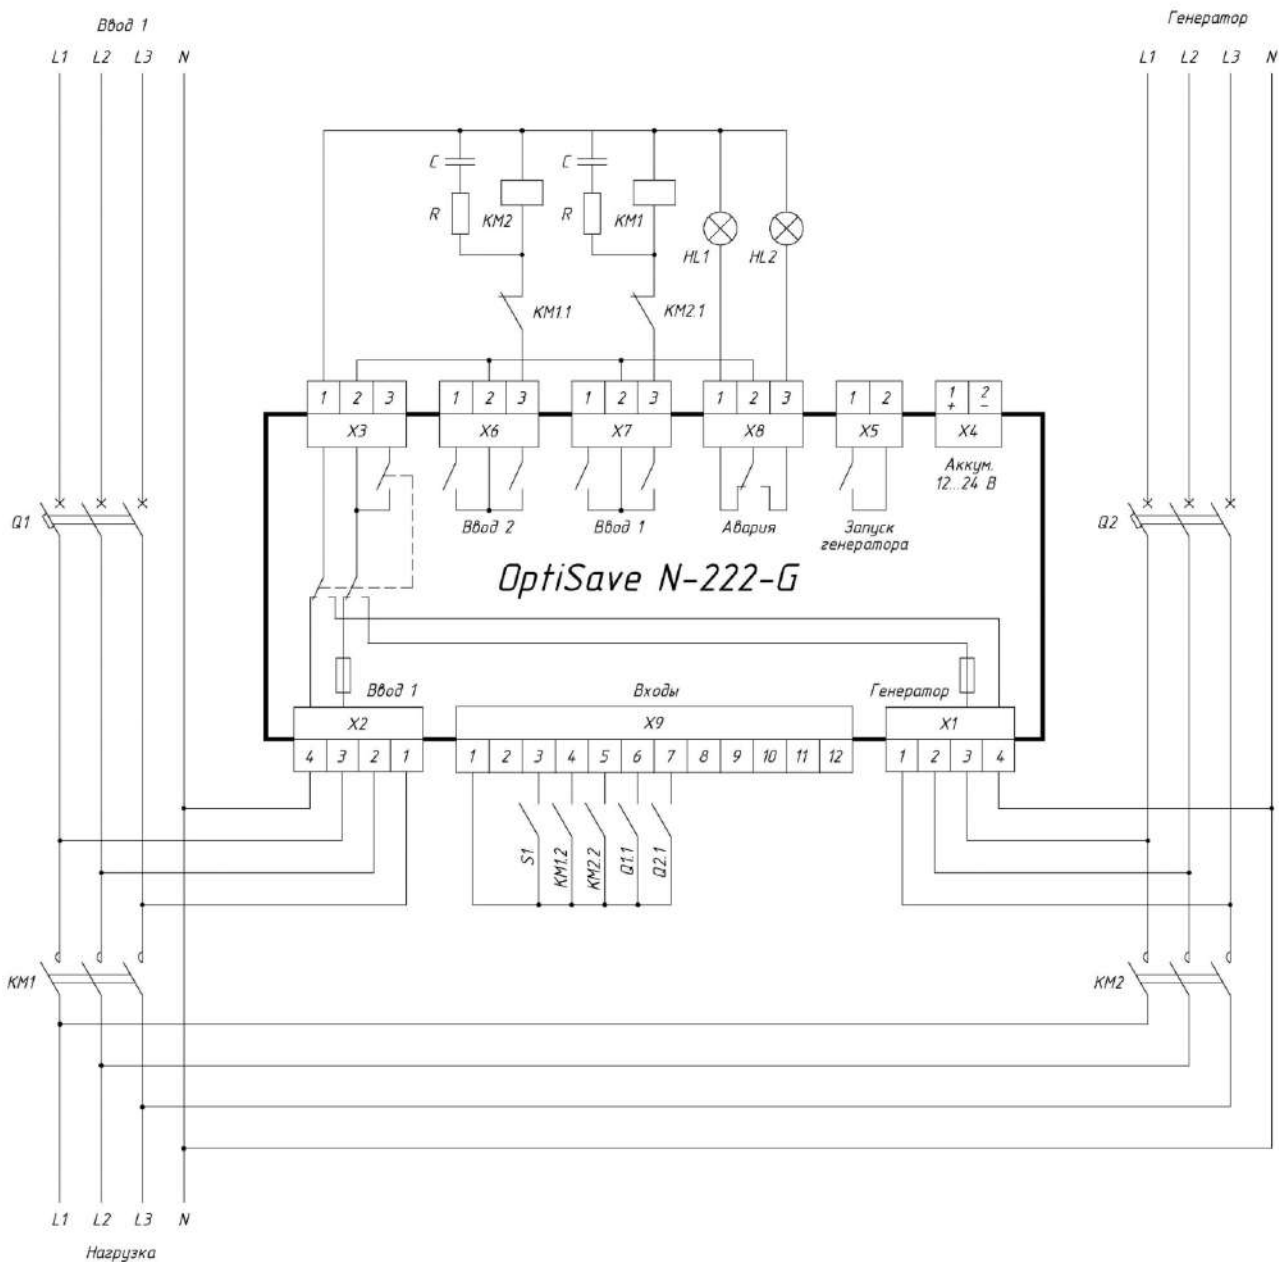 Ввод 1
Генератор
L1 L2 L3 N
L1 L2 L3 N
C
C
R
KM2
R
KM1
HL1
HL2
KM1.1
KM2.1
1 2 3
1 2 3
1 2 3
1 2 3
1 2
1 2
+ −
X3
X6
X7
X8
X5
X4
Аккум.
12...24 В
Q1
Ввод 2
Ввод 1
Авария
Запуск
генератора
Q2
OptiSave N-222-G
Ввод 1
Входы
Генератор
X2
X9
X1
4 3 2 1
1 2 3 4 5 6 7 8 9 10 11 12
1 2 3 4
S1
KM1.2
KM2.2
Q1.1
Q2.1
KM1
KM2
L1 L2 L3 N
Нагрузка